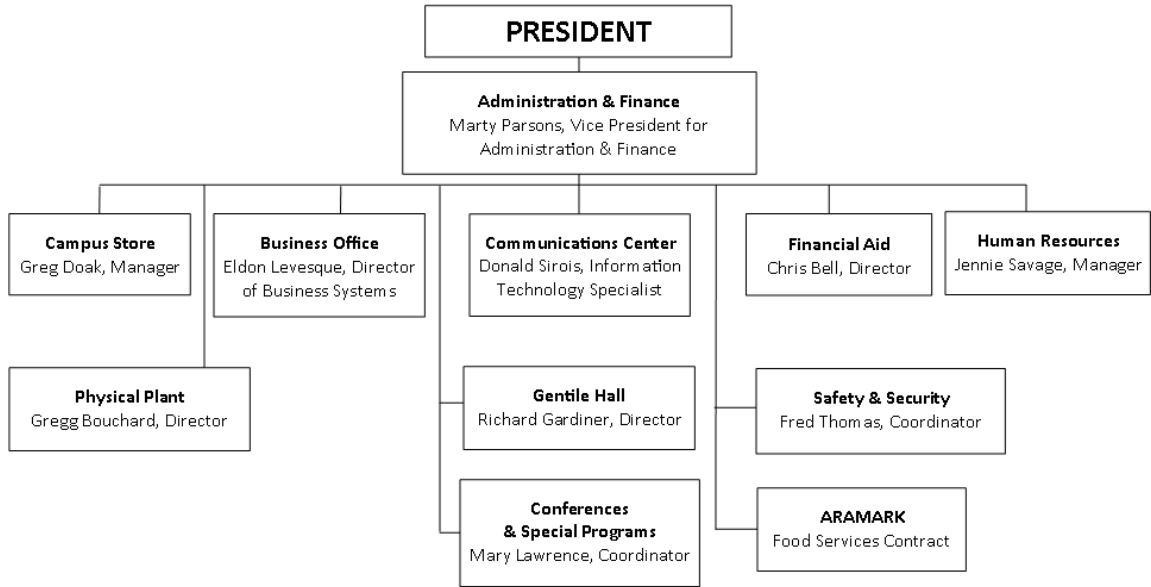 PRESIDENT
Administration & Finance
Marty Parsons, Vice President for
Administration & Finance
Campus Store
Greg Doak, Manager
Business Office
Eldon Levesque, Director
of Business Systems
Communications Center
Donald Sirois, Information
Technology Specialist
Financial Aid
Chris Bell, Director
Human Resources
Jennie Savage, Manager
Physical Plant
Gregg Bouchard, Director
Gentile Hall
Richard Gardiner, Director
Safety & Security
Fred Thomas, Coordinator
Conferences
& Special Programs
Mary Lawrence, Coordinator
ARAMARK
Food Services Contract